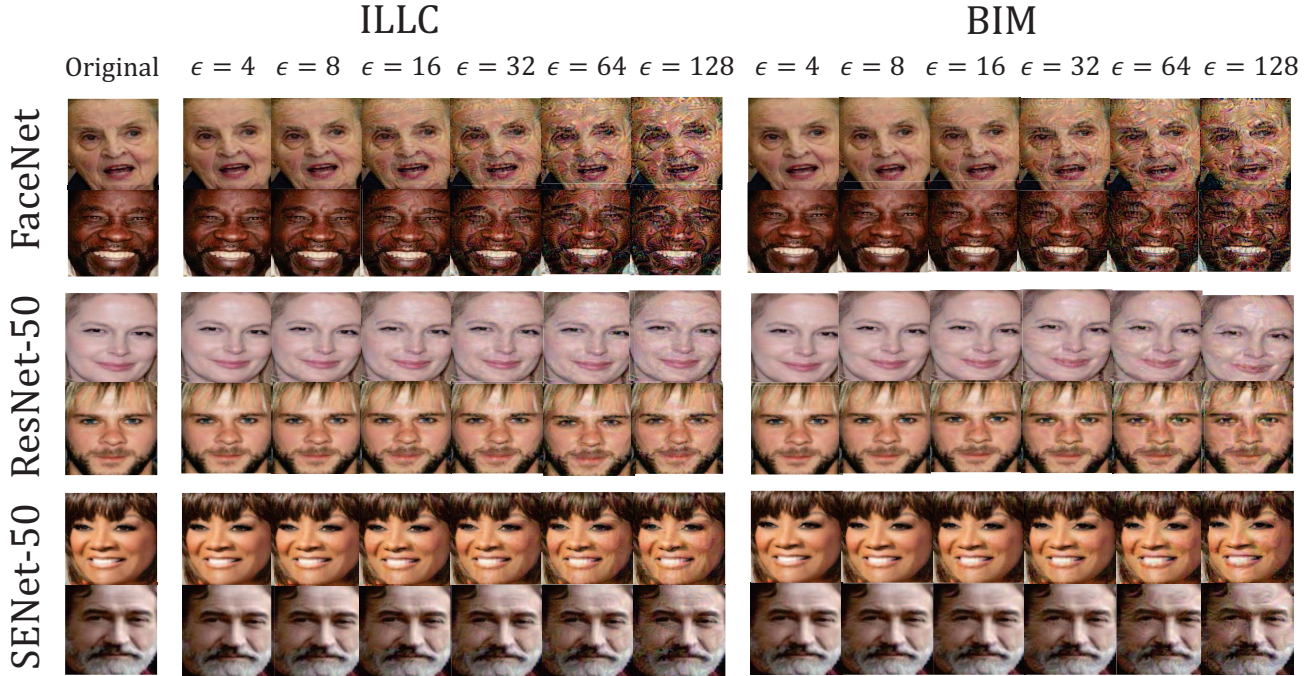 ILLC BIM
Original ϵ = 4 ϵ = 8 ϵ = 16 ϵ = 32 ϵ = 64 ϵ = 128 ϵ = 4 ϵ = 8 ϵ = 16 ϵ = 32 ϵ = 64 ϵ = 128
FaceNet
ResNet-50
SENet-50